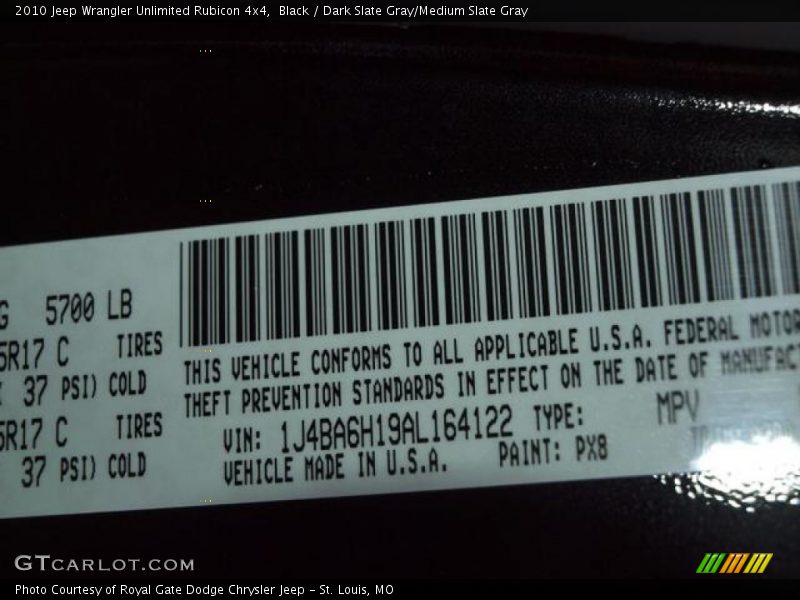 2010 Jeep Wrangler Unlimited Rubicon 4x4, Black / Dark Slate Gray/Medium Slate Gray
G 5700 LB
5R17 C TIRES
37 PSI) COLD
5R17 C TIRES
37 PSI) COLD
THIS VEHICLE CONFORMS TO ALL APPLICABLE U.S.A. FEDERAL MOTOR
THEFT PREVENTION STANDARDS IN EFFECT ON THE DATE OF MANUFAC
VIN: 1J4BA6H19AL164122 TYPE: MPV
VEHICLE MADE IN U.S.A. PAINT: PX8
GTCARLOT.COM
Photo Courtesy of Royal Gate Dodge Chrysler Jeep - St. Louis, MO